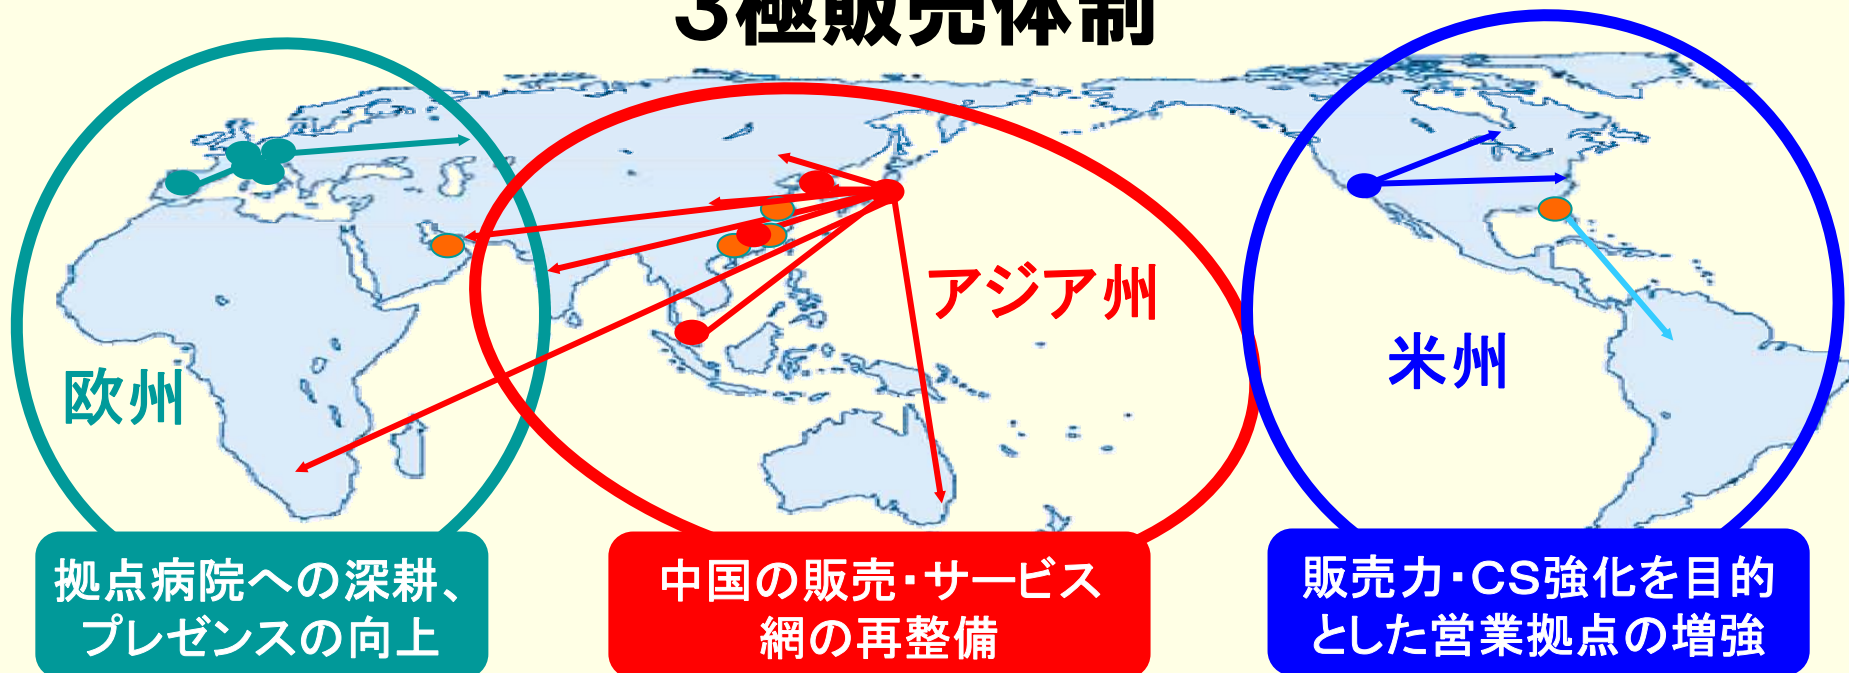 3極販売体制
アジア州
米州
欧州
拠点病院への深耕、
プレゼンスの向上
中国の販売・サービス
網の再整備
販売力・CS強化を目的
とした営業拠点の増強